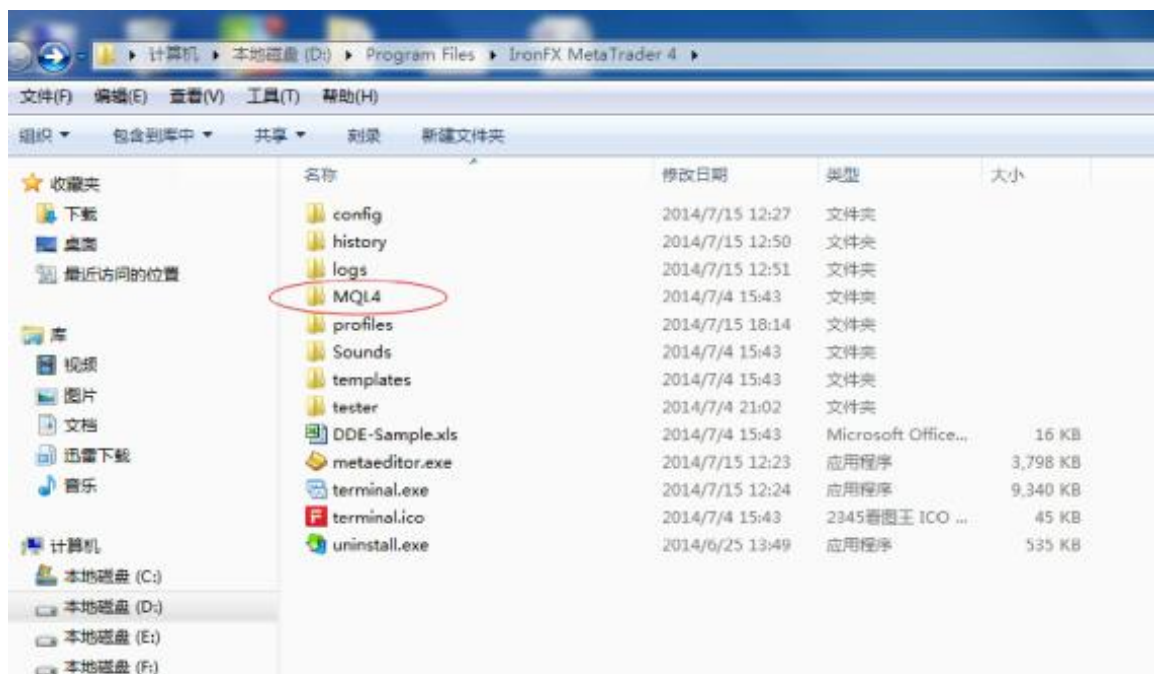 计算机 ▸ 本地磁盘 (D:) ▸ Program Files ▸ IronFX MetaTrader 4 ▸
文件(F) 编辑(E) 查看(V) 工具(T) 帮助(H)
组织 包含到库中 共享 刻录 新建文件夹
收藏夹
下载
桌面
最近访问的位置
库
视频
图片
文档
迅雷下载
音乐
计算机
本地磁盘 (C:)
本地磁盘 (D:)
本地磁盘 (E:)
本地磁盘 (F:)
名称 修改日期 类型 大小
config 2014/7/15 12:27 文件夹
history 2014/7/15 12:50 文件夹
logs 2014/7/15 12:51 文件夹
MQL4 2014/7/4 15:43 文件夹
profiles 2014/7/15 18:14 文件夹
Sounds 2014/7/4 15:43 文件夹
templates 2014/7/4 15:43 文件夹
tester 2014/7/4 21:02 文件夹
DDE-Sample.xls 2014/7/4 15:43 Microsoft Office... 16 KB
metaeditor.exe 2014/7/15 12:23 应用程序 3,798 KB
terminal.exe 2014/7/15 12:24 应用程序 9,340 KB
terminal.ico 2014/7/4 15:43 2345看图王 ICO ... 45 KB
uninstall.exe 2014/6/25 13:49 应用程序 535 KB